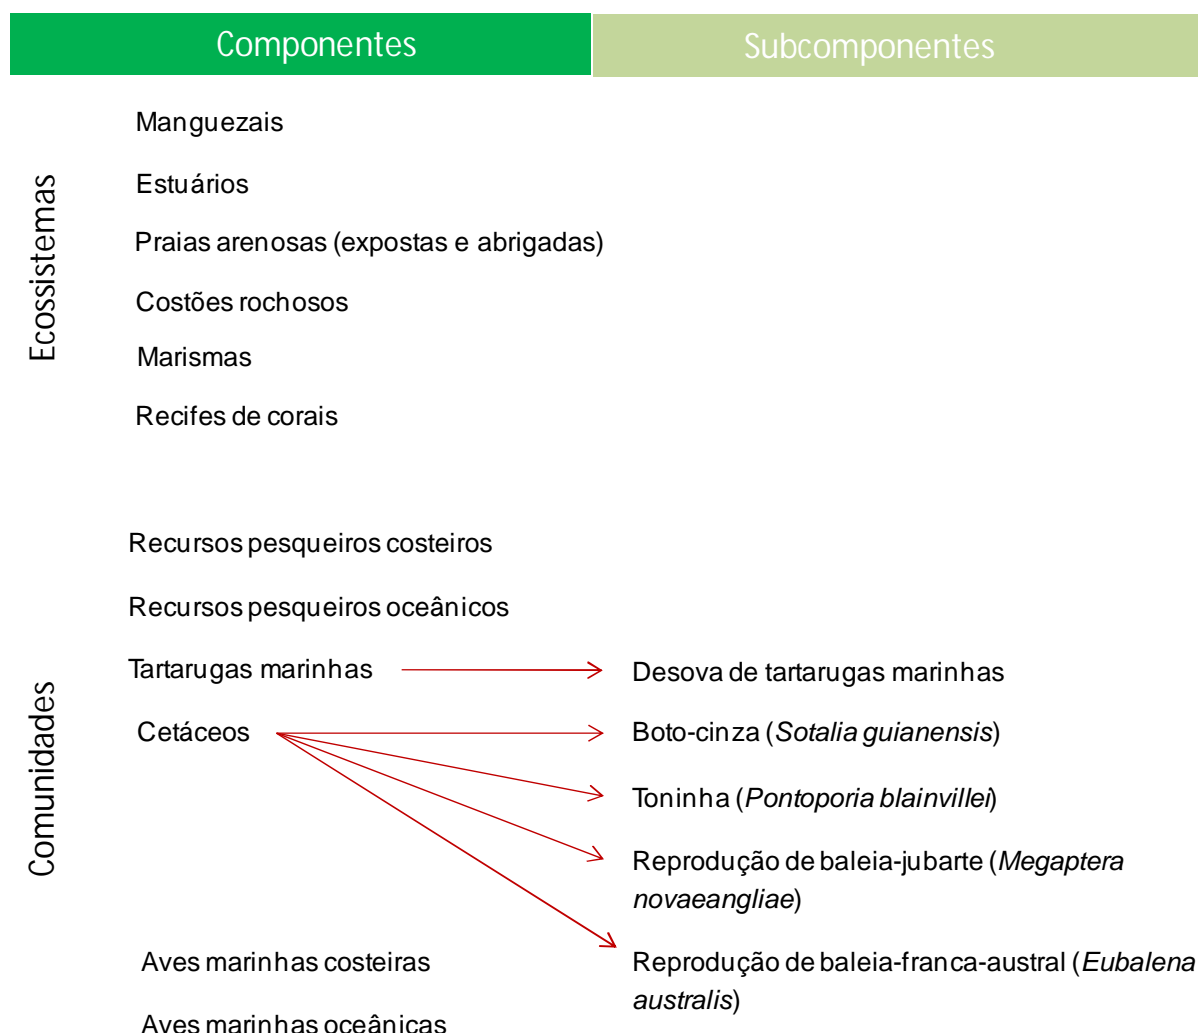 Componentes
Subcomponentes
Ecossistemas
Manguezais
Estuários
Praias arenosas (expostas e abrigadas)
Costões rochosos
Marismas
Recifes de corais
Comunidades
Recursos pesqueiros costeiros
Recursos pesqueiros oceânicos
Tartarugas marinhas
Desova de tartarugas marinhas
Cetáceos
Boto-cinza (Sotalia guianensis)
Toninha (Pontoporia blainvillei)
Reprodução de baleia-jubarte (Megaptera
novaeangliae)
Aves marinhas costeiras
Reprodução de baleia-franca-austral (Eubalena
australis)
Aves marinhas oceânicas